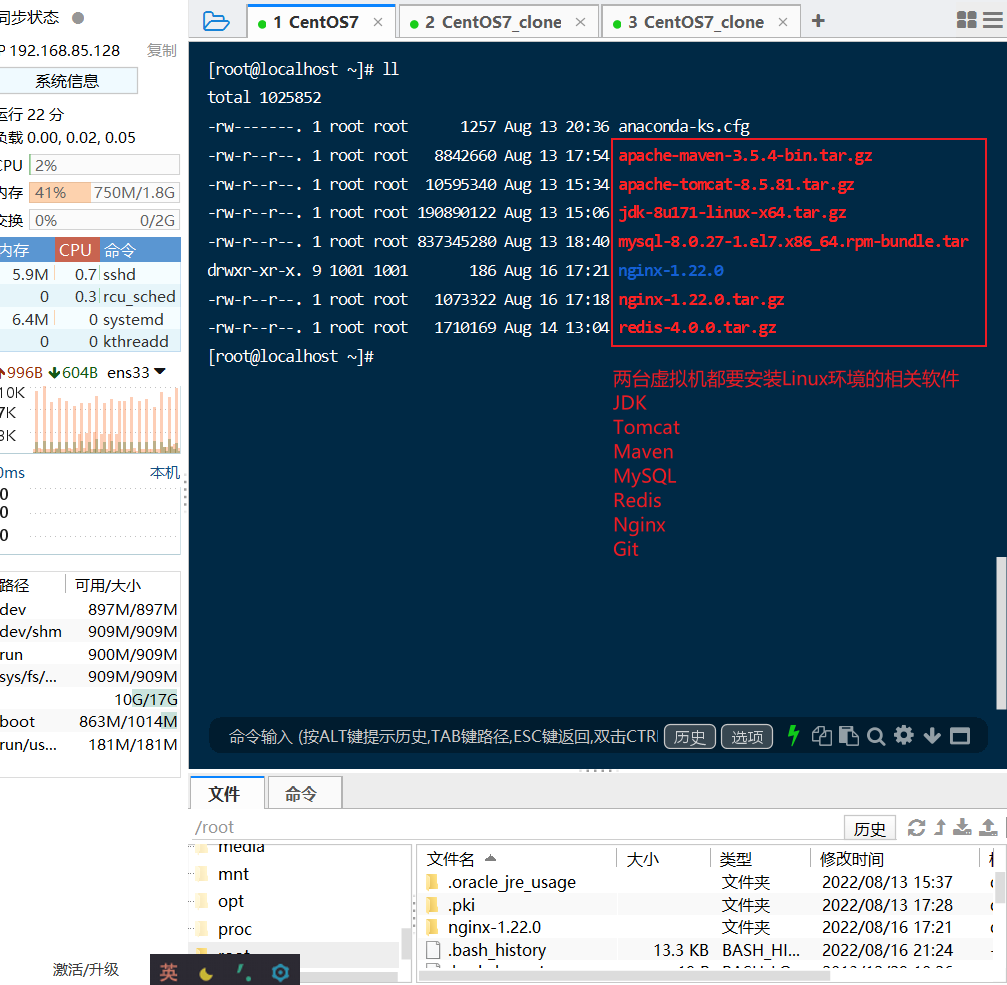 同步状态
P 192.168.85.128 复制
系统信息
运行 22 分
负载 0.00, 0.02, 0.05
CPU 2%
内存 41% 750M/1.8G
交换 0% 0/2G
内存 CPU 命令
5.9M 0.7 sshd
0 0.3 rcu_sched
6.4M 0 systemd
0 0 kthreadd
996B 604B ens33
10K
7K
3K
0ms 本机
0
0
0
路径 可用/大小
dev 897M/897M
dev/shm 909M/909M
run 900M/909M
sys/fs/... 909M/909M
10G/17G
boot 863M/1014M
run/us... 181M/181M
激活/升级
1 CentOS7 × 2 CentOS7_clone × 3 CentOS7_clone × +
[root@localhost ~]# ll
total 1025852
-rw-------. 1 root root 1257 Aug 13 20:36 anaconda-ks.cfg
-rw-r--r--. 1 root root 8842660 Aug 13 17:54 apache-maven-3.5.4-bin.tar.gz
-rw-r--r--. 1 root root 10595340 Aug 13 15:34 apache-tomcat-8.5.81.tar.gz
-rw-r--r--. 1 root root 190890122 Aug 13 15:06 jdk-8u171-linux-x64.tar.gz
-rw-r--r--. 1 root root 837345280 Aug 13 18:40 mysql-8.0.27-1.el7.x86_64.rpm-bundle.tar
drwxr-xr-x. 9 1001 1001 186 Aug 16 17:21 nginx-1.22.0
-rw-r--r--. 1 root root 1073322 Aug 16 17:18 nginx-1.22.0.tar.gz
-rw-r--r--. 1 root root 1710169 Aug 14 13:04 redis-4.0.0.tar.gz
[root@localhost ~]#
两台虚拟机都要安装Linux环境的相关软件
JDK
Tomcat
Maven
MySQL
Redis
Nginx
Git
命令输入 (按ALT键提示历史,TAB键路径,ESC键返回,双击CTRL 历史 选项
文件 命令
/root 历史
media
mnt
opt
proc
文件名 大小 类型 修改时间
.oracle_jre_usage 文件夹 2022/08/13 15:37
.pki 文件夹 2022/08/13 17:28
nginx-1.22.0 文件夹 2022/08/16 17:21
.bash_history 13.3 KB BASH_HI... 2022/08/16 21:24
英